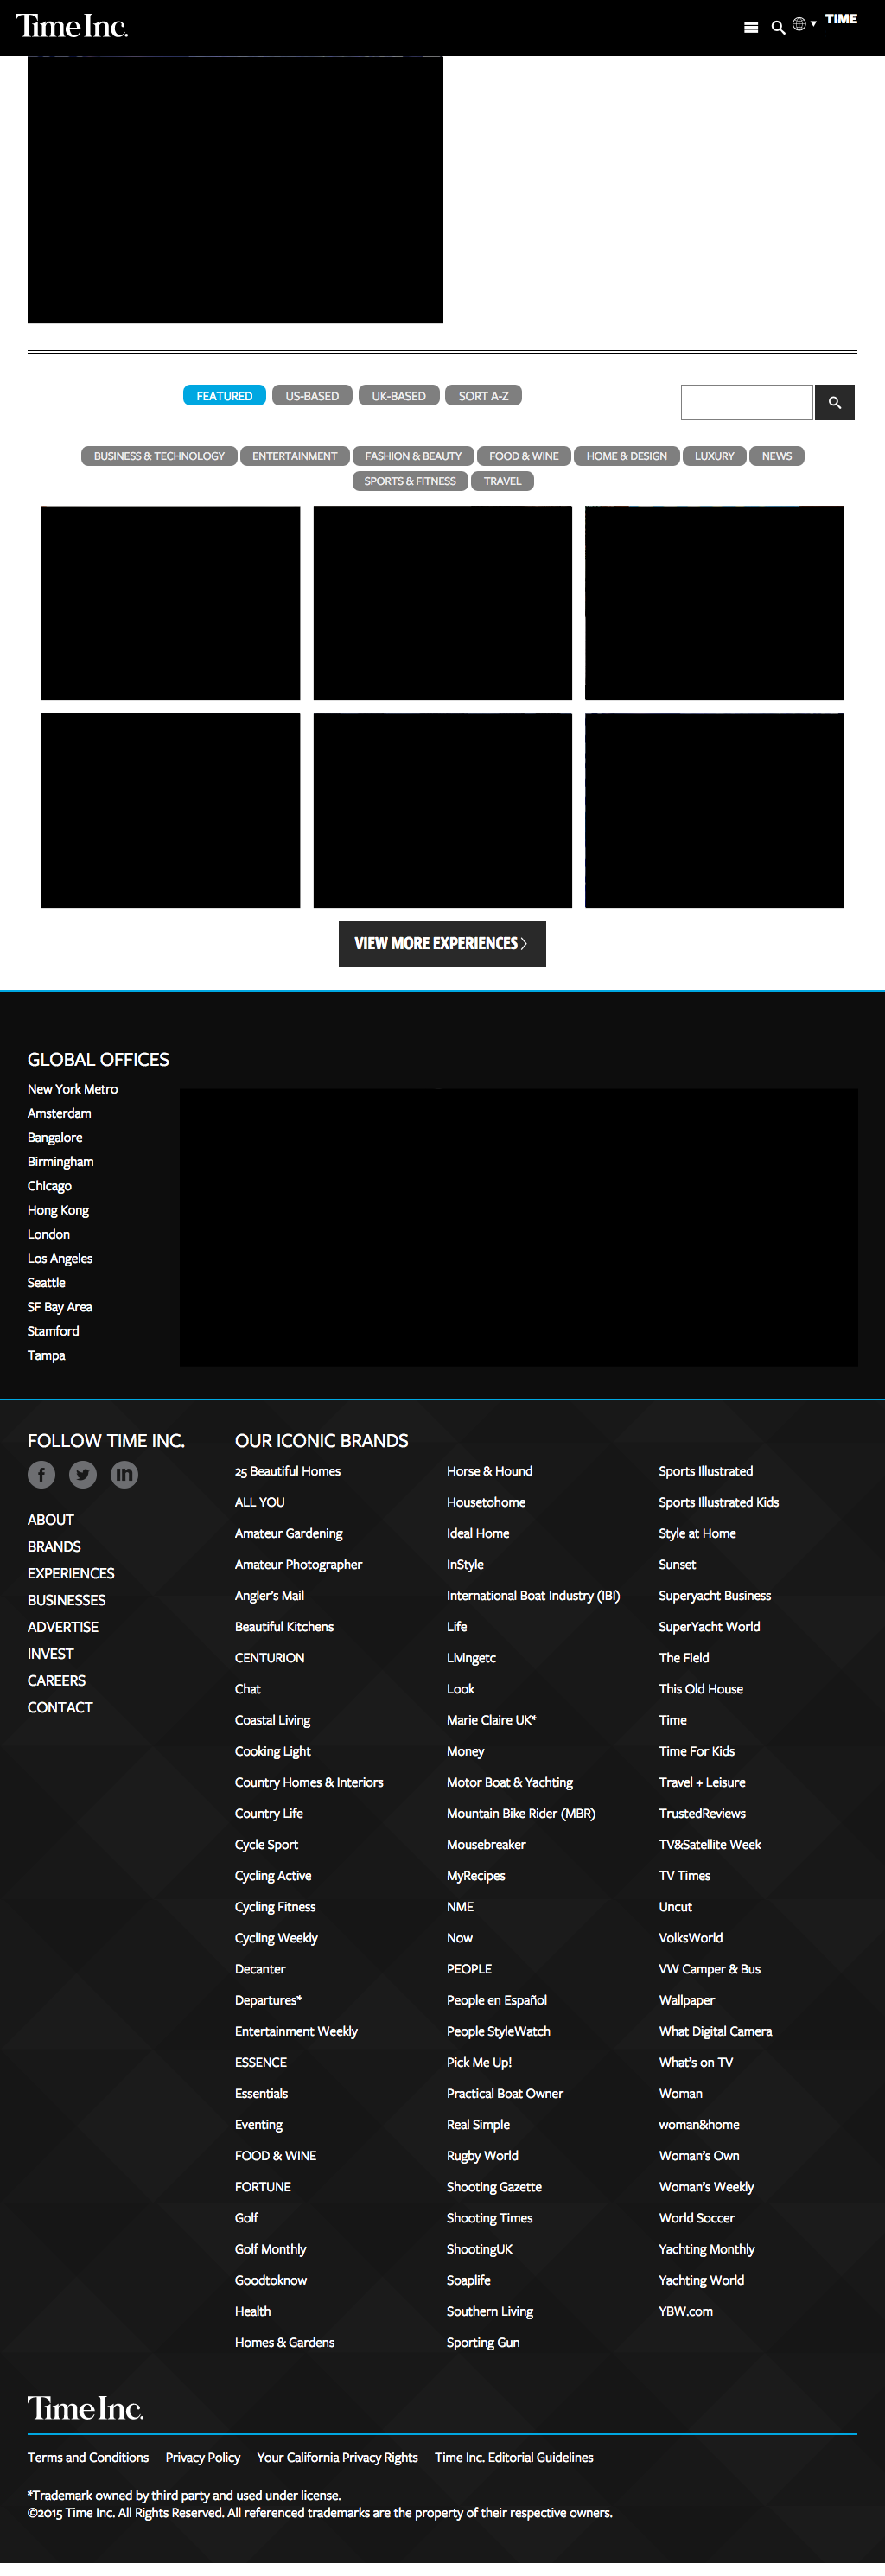 Time Inc.
TIME
FEATURED US-BASED UK-BASED SORT A-Z
BUSINESS & TECHNOLOGY ENTERTAINMENT FASHION & BEAUTY FOOD & WINE HOME & DESIGN LUXURY NEWS
SPORTS & FITNESS TRAVEL
VIEW MORE EXPERIENCES
GLOBAL OFFICES
New York Metro
Amsterdam
Bangalore
Birmingham
Chicago
Hong Kong
London
Los Angeles
Seattle
SF Bay Area
Stamford
Tampa
FOLLOW TIME INC.
ABOUT
BRANDS
EXPERIENCES
BUSINESSES
ADVERTISE
INVEST
CAREERS
CONTACT
OUR ICONIC BRANDS
25 Beautiful Homes
ALL YOU
Amateur Gardening
Amateur Photographer
Angler's Mail
Beautiful Kitchens
CENTURION
Chat
Coastal Living
Cooking Light
Country Homes & Interiors
Country Life
Cycle Sport
Cycling Active
Cycling Fitness
Cycling Weekly
Decanter
Departures*
Entertainment Weekly
ESSENCE
Essentials
Eventing
FOOD & WINE
FORTUNE
Golf
Golf Monthly
Goodtoknow
Health
Homes & Gardens
Horse & Hound
Housetohome
Ideal Home
InStyle
International Boat Industry (IBI)
Life
Livingetc
Look
Marie Claire UK*
Money
Motor Boat & Yachting
Mountain Bike Rider (MBR)
Mousebreaker
MyRecipes
NME
Now
PEOPLE
People en Español
People StyleWatch
Pick Me Up!
Practical Boat Owner
Real Simple
Rugby World
Shooting Gazette
Shooting Times
ShootingUK
Soaplife
Southern Living
Sporting Gun
Sports Illustrated
Sports Illustrated Kids
Style at Home
Sunset
Superyacht Business
SuperYacht World
The Field
This Old House
Time
Time For Kids
Travel + Leisure
TrustedReviews
TV&Satellite Week
TV Times
Uncut
VolksWorld
VW Camper & Bus
Wallpaper
What Digital Camera
What's on TV
Woman
woman&home
Woman's Own
Woman's Weekly
World Soccer
Yachting Monthly
Yachting World
YBW.com
Time Inc.
Terms and Conditions Privacy Policy Your California Privacy Rights Time Inc. Editorial Guidelines
*Trademark owned by third party and used under license.
©2015 Time Inc. All Rights Reserved. All referenced trademarks are the property of their respective owners.